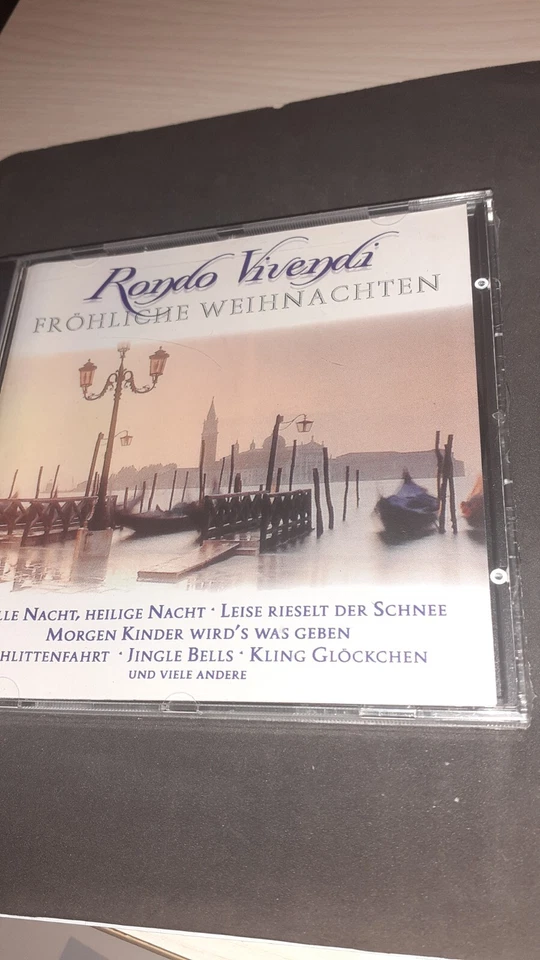 Rondo Vivendi
FRÖHLICHE WEIHNACHTEN
LLE NACHT, HEILIGE NACHT · LEISE RIESELT DER SCHNEE
MORGEN KINDER WIRD'S WAS GEBEN
HLITTENFAHRT · JINGLE BELLS · KLING GLÖCKCHEN
UND VIELE ANDERE